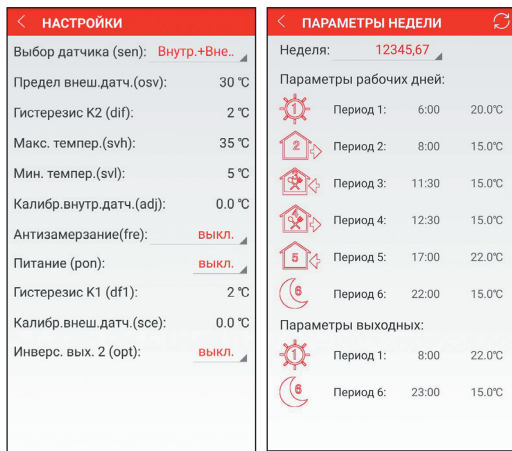 НАСТРОЙКИ
Выбор датчика (sen): Внутр.+Вне..
Предел внеш.датч.(osv): 30 °C
Гистерезис K2 (dif): 2 °C
Макс. темпер.(svh): 35 °C
Мин. темпер.(svl): 5 °C
Калибр.внутр.датч.(adj): 0.0 °C
Антизамерзание(fre): выкл.
Питание (pon): выкл.
Гистерезис K1 (df1): 2 °C
Калибр.внеш.датч.(sce): 0.0 °C
Инверс. вых. 2 (opt): выкл.
ПАРАМЕТРЫ НЕДЕЛИ
Неделя: 12345,67
Параметры рабочих дней:
1 Период 1: 6:00 20.0°C
2 Период 2: 8:00 15.0°C
Период 3: 11:30 15.0°C
Период 4: 12:30 15.0°C
5 Период 5: 17:00 22.0°C
6 Период 6: 22:00 15.0°C
Параметры выходных:
1 Период 1: 8:00 22.0°C
6 Период 6: 23:00 15.0°C